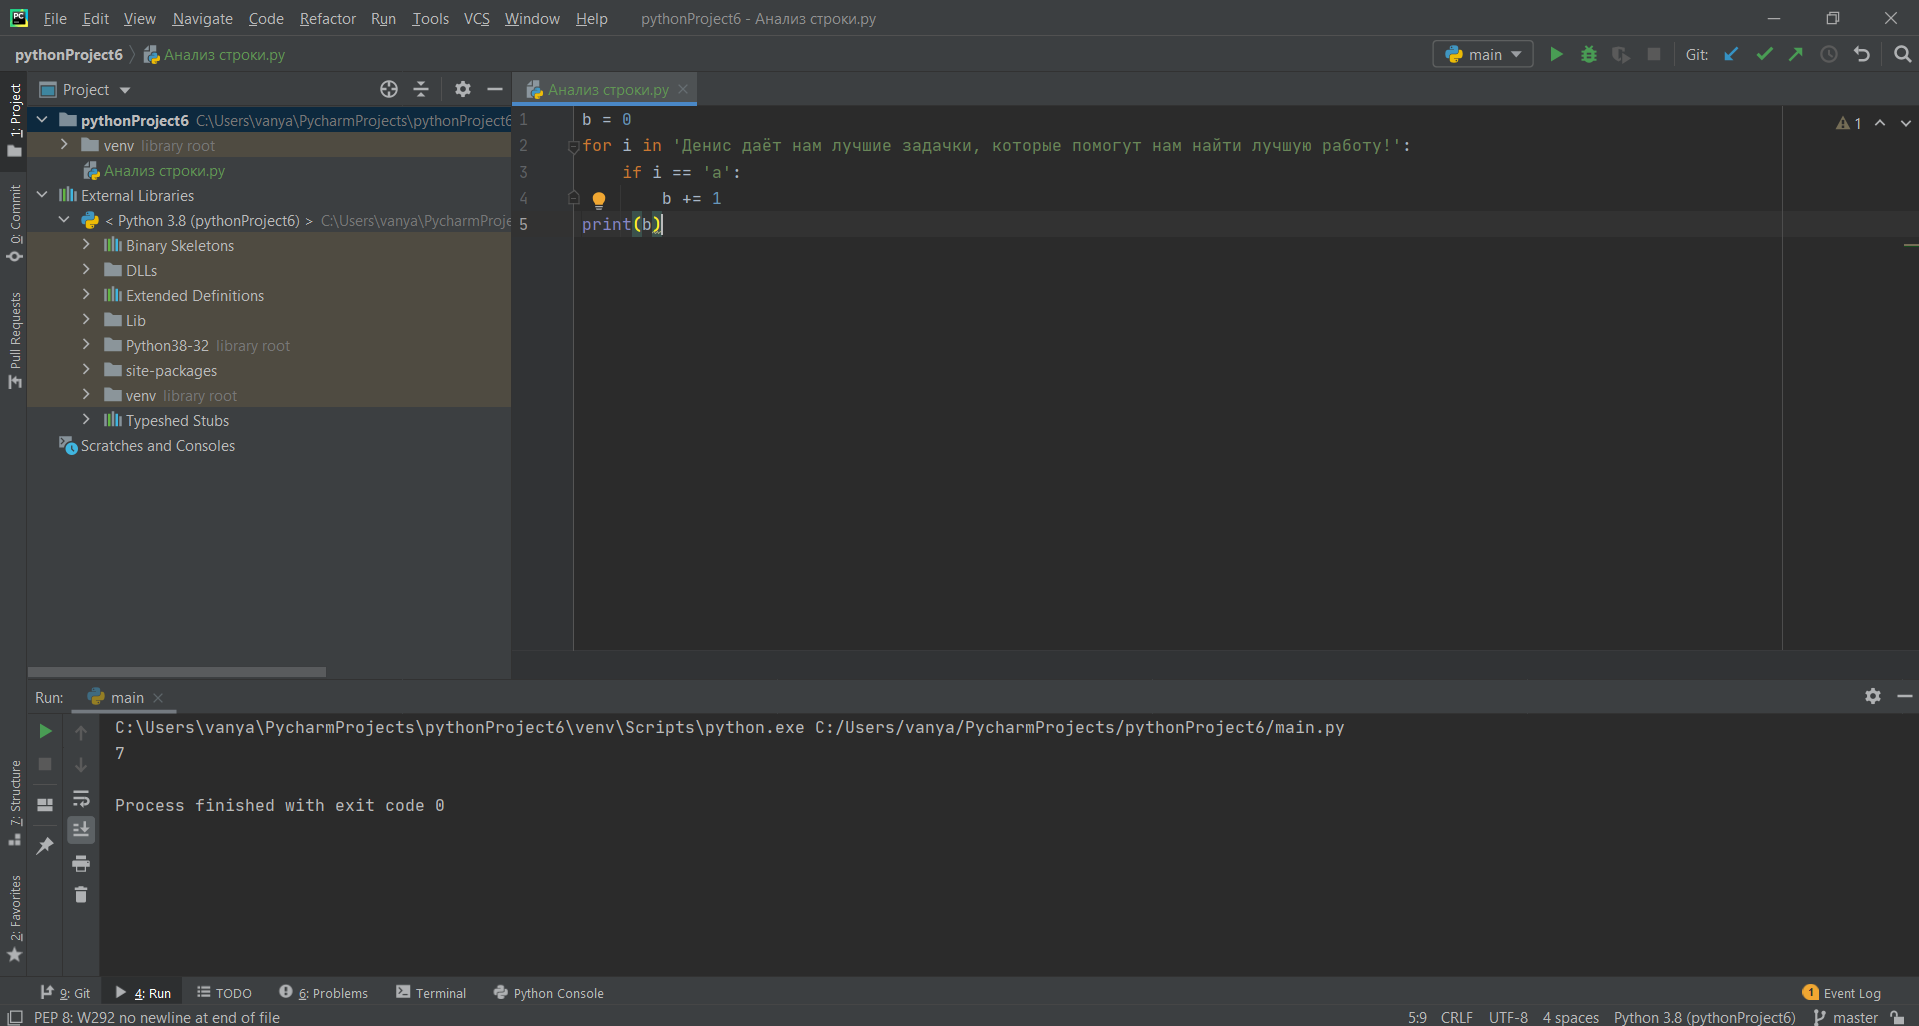 PC File Edit View Navigate Code Refactor Run Tools VCS Window Help pythonProject6 - Анализ строки.py
pythonProject6 Анализ строки.py main Git:
1: Project
0: Commit
Pull Requests
7: Structure
2: Favorites
Project
pythonProject6 C:\Users\vanya\PycharmProjects\pythonProject6
venv library root
Анализ строки.py
External Libraries
< Python 3.8 (pythonProject6) > C:\Users\vanya\PycharmProje
Binary Skeletons
DLLs
Extended Definitions
Lib
Python38-32 library root
site-packages
venv library root
Typeshed Stubs
Scratches and Consoles
Анализ строки.py
1 b = 0
2 for i in 'Денис даёт нам лучшие задачки, которые помогут нам найти лучшую работу!':
3 if i == 'а':
4 b += 1
5 print(b)
1
Run: main
C:\Users\vanya\PycharmProjects\pythonProject6\venv\Scripts\python.exe C:/Users/vanya/PycharmProjects/pythonProject6/main.py
7
Process finished with exit code 0
9: Git 4: Run TODO 6: Problems Terminal Python Console 1 Event Log
PEP 8: W292 no newline at end of file 5:9 CRLF UTF-8 4 spaces Python 3.8 (pythonProject6) master